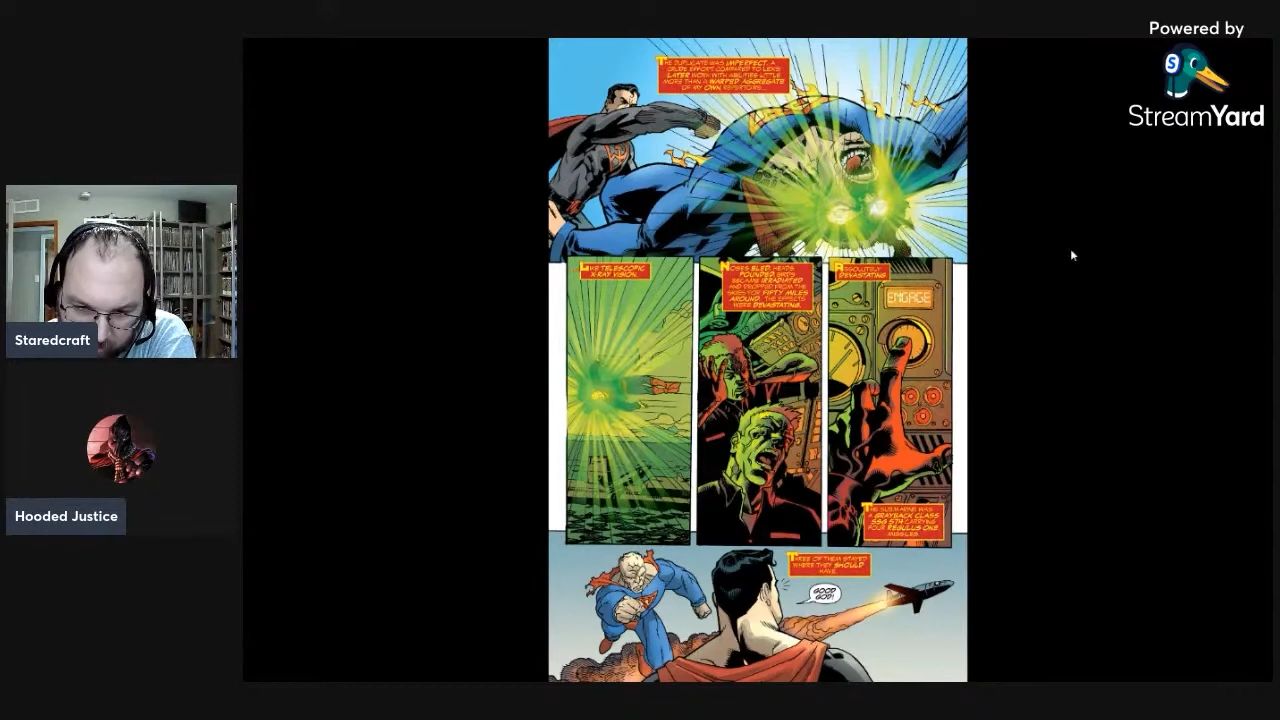 Powered by
StreamYard
THE DUPLICATE WAS IMPERFECT, A
CRUDE EFFORT COMPARED TO LEX'S
LATER WORK WITH ABILITIES LITTLE
MORE THAN A WARPED AGGREGATE
OF MY OWN REPERTOIRE...
LIKE TELESCOPIC
X-RAY VISION.
NOSES BLED, HEADS
POUNDED, BIRDS
BECAME IRRADIATED
AND DROPPED FROM THE
SKIES FOR FIFTY MILES
AROUND. THE EFFECTS
WERE DEVASTATING.
ABSOLUTELY
DEVASTATING.
ENGAGE
THE SUBMARINE WAS
A GRAYBACK CLASS
SSG 574 CARRYING
FOUR REGULUS ONE
MISSILES.
THREE OF THEM STAYED
WHERE THEY SHOULD
HAVE.
GOOD
GOD!
Staredcraft
Hooded Justice